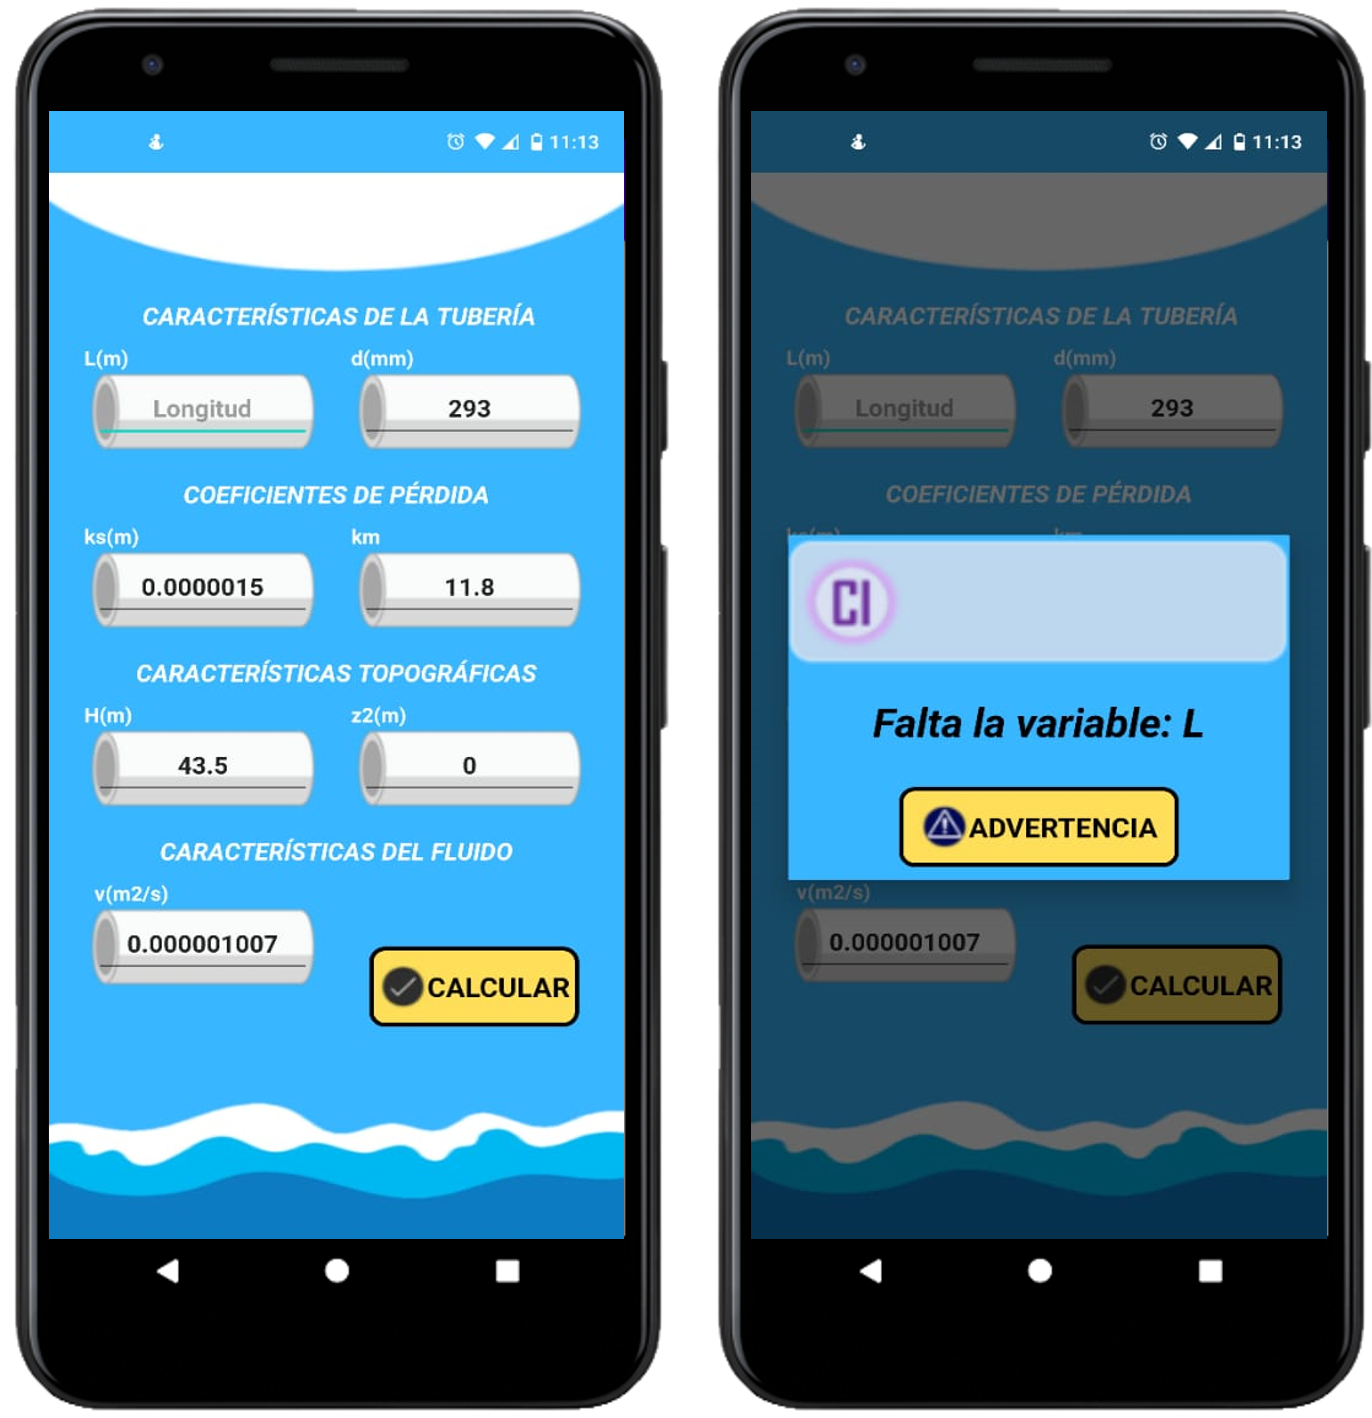 11:13
CARACTERÍSTICAS DE LA TUBERÍA
L(m) d(mm)
Longitud 293
COEFICIENTES DE PÉRDIDA
ks(m) km
0.0000015 11.8
CARACTERÍSTICAS TOPOGRÁFICAS
H(m) z2(m)
43.5 0
CARACTERÍSTICAS DEL FLUIDO
v(m2/s)
0.000001007
CALCULAR
11:13
CARACTERÍSTICAS DE LA TUBERÍA
L(m) d(mm)
Longitud 293
COEFICIENTES DE PÉRDIDA
ks(m) km
CI
Falta la variable: L
ADVERTENCIA
v(m2/s)
0.000001007
CALCULAR